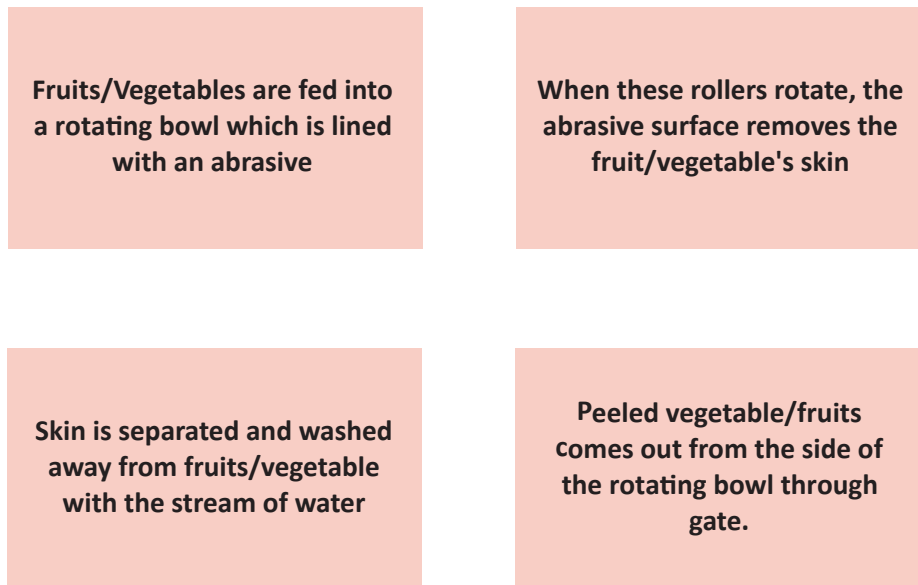 Fruits/Vegetables are fed into
a rotating bowl which is lined
with an abrasive
When these rollers rotate, the
abrasive surface removes the
fruit/vegetable's skin
Skin is separated and washed
away from fruits/vegetable
with the stream of water
Peeled vegetable/fruits
comes out from the side of
the rotating bowl through
gate.